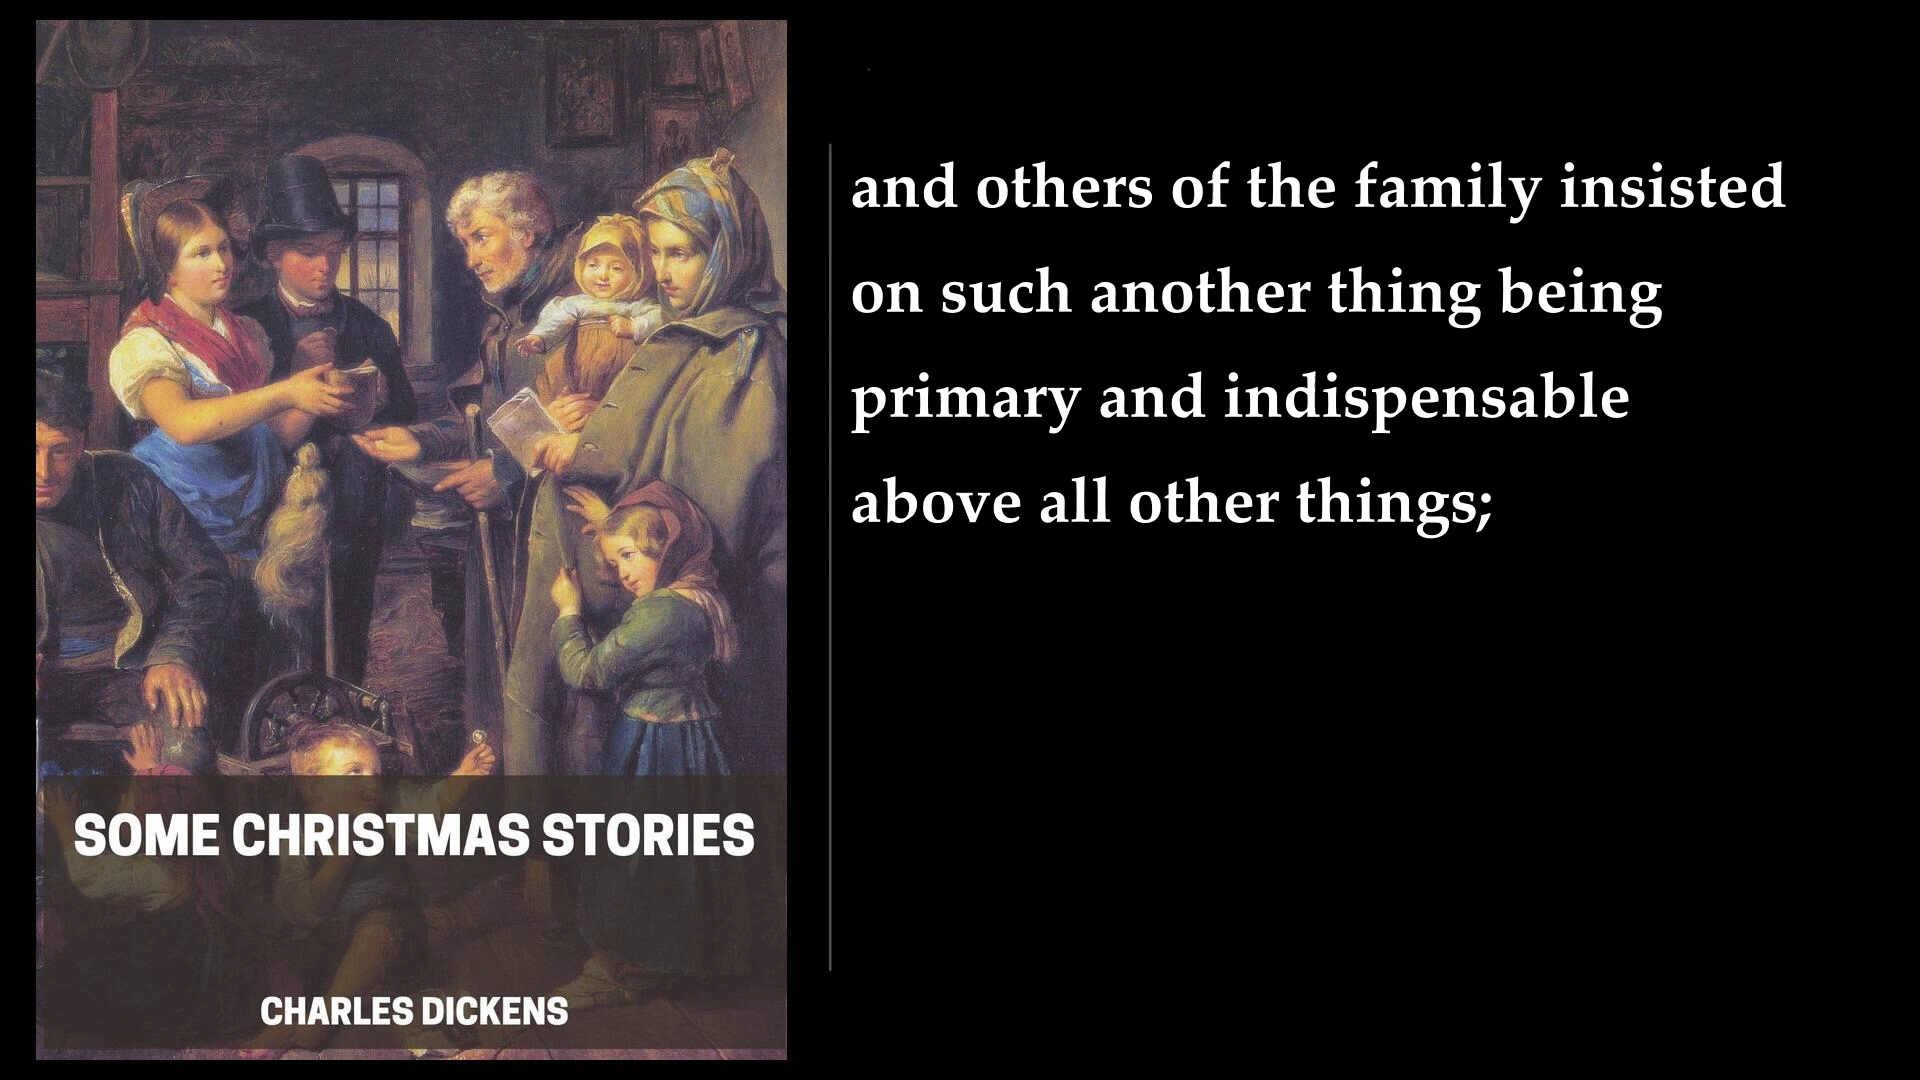 SOME CHRISTMAS STORIES
CHARLES DICKENS
and others of the family insisted
on such another thing being
primary and indispensable
above all other things;